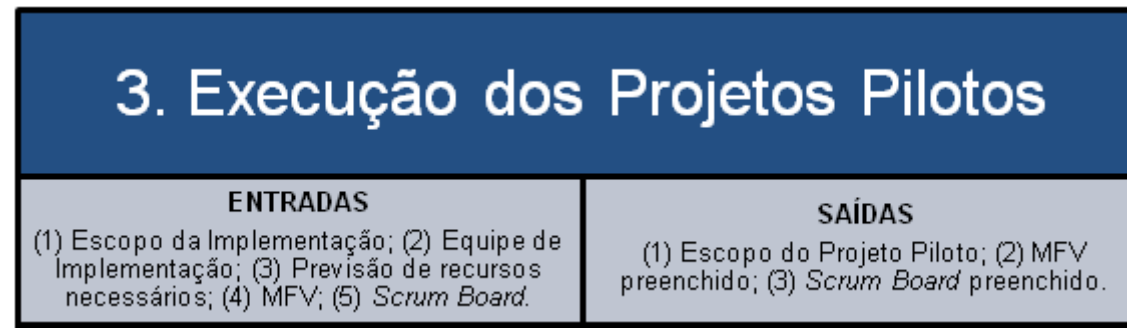 3. Execução dos Projetos Pilotos
ENTRADAS
(1) Escopo da Implementação; (2) Equipe de
Implementação; (3) Previsão de recursos
necessários; (4) MFV; (5) Scrum Board.
SAÍDAS
(1) Escopo do Projeto Piloto; (2) MFV
preenchido; (3) Scrum Board preenchido.